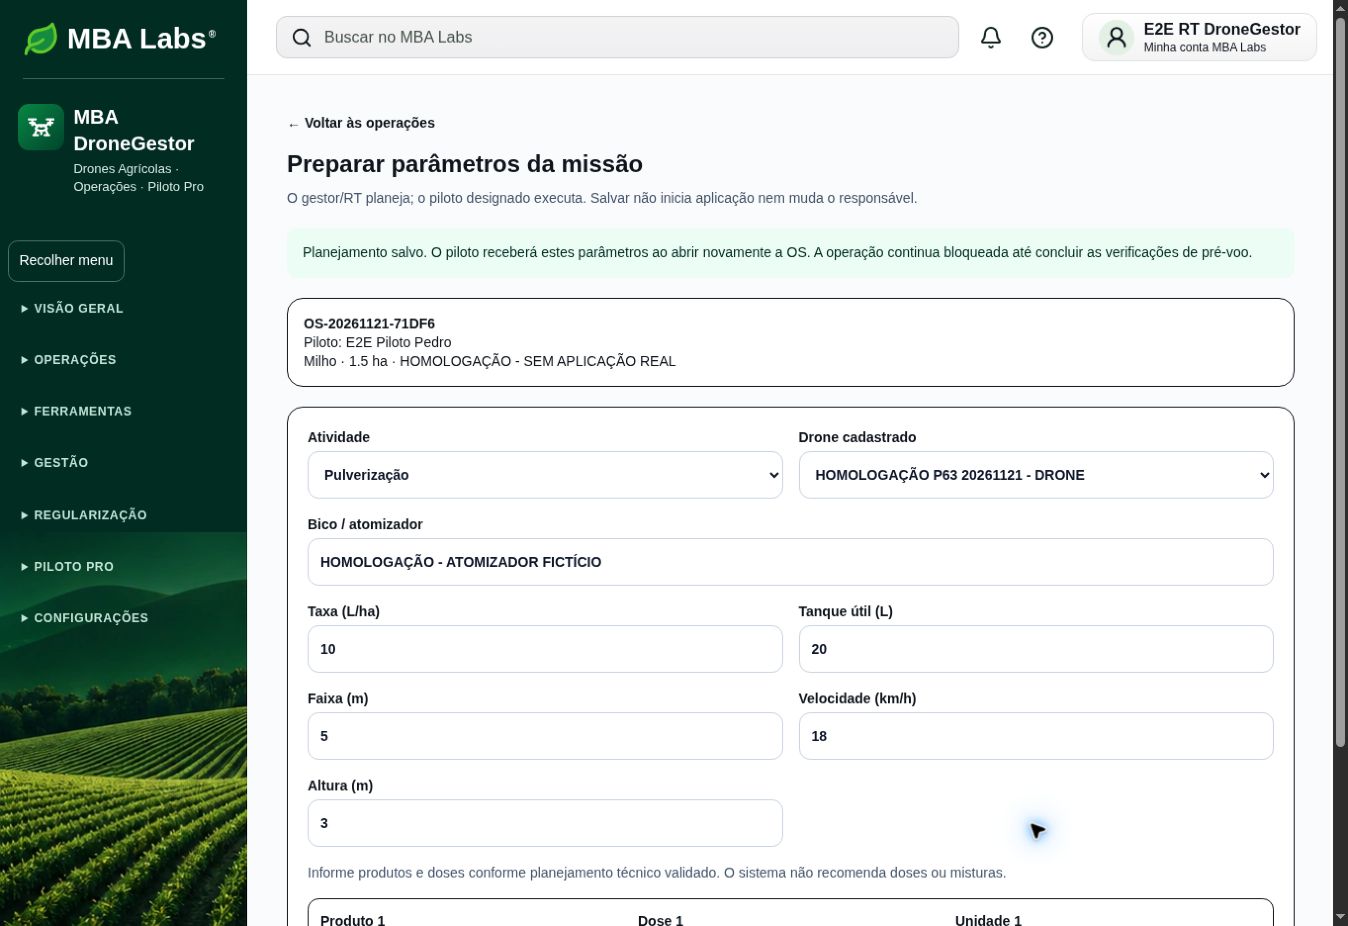 MBA Labs®
MBA
DroneGestor
Drones Agrícolas ·
Operações · Piloto Pro
Recolher menu
VISÃO GERAL
OPERAÇÕES
FERRAMENTAS
GESTÃO
REGULARIZAÇÃO
PILOTO PRO
CONFIGURAÇÕES
Buscar no MBA Labs
E2E RT DroneGestor
Minha conta MBA Labs
← Voltar às operações
Preparar parâmetros da missão
O gestor/RT planeja; o piloto designado executa. Salvar não inicia aplicação nem muda o responsável.
Planejamento salvo. O piloto receberá estes parâmetros ao abrir novamente a OS. A operação continua bloqueada até concluir as verificações de pré-voo.
OS-20261121-71DF6
Piloto: E2E Piloto Pedro
Milho · 1.5 ha · HOMOLOGAÇÃO - SEM APLICAÇÃO REAL
Atividade Drone cadastrado
Pulverização HOMOLOGAÇÃO P63 20261121 - DRONE
Bico / atomizador
HOMOLOGAÇÃO - ATOMIZADOR FICTÍCIO
Taxa (L/ha) Tanque útil (L)
10 20
Faixa (m) Velocidade (km/h)
5 18
Altura (m)
3
Informe produtos e doses conforme planejamento técnico validado. O sistema não recomenda doses ou misturas.
Produto 1 Dose 1 Unidade 1